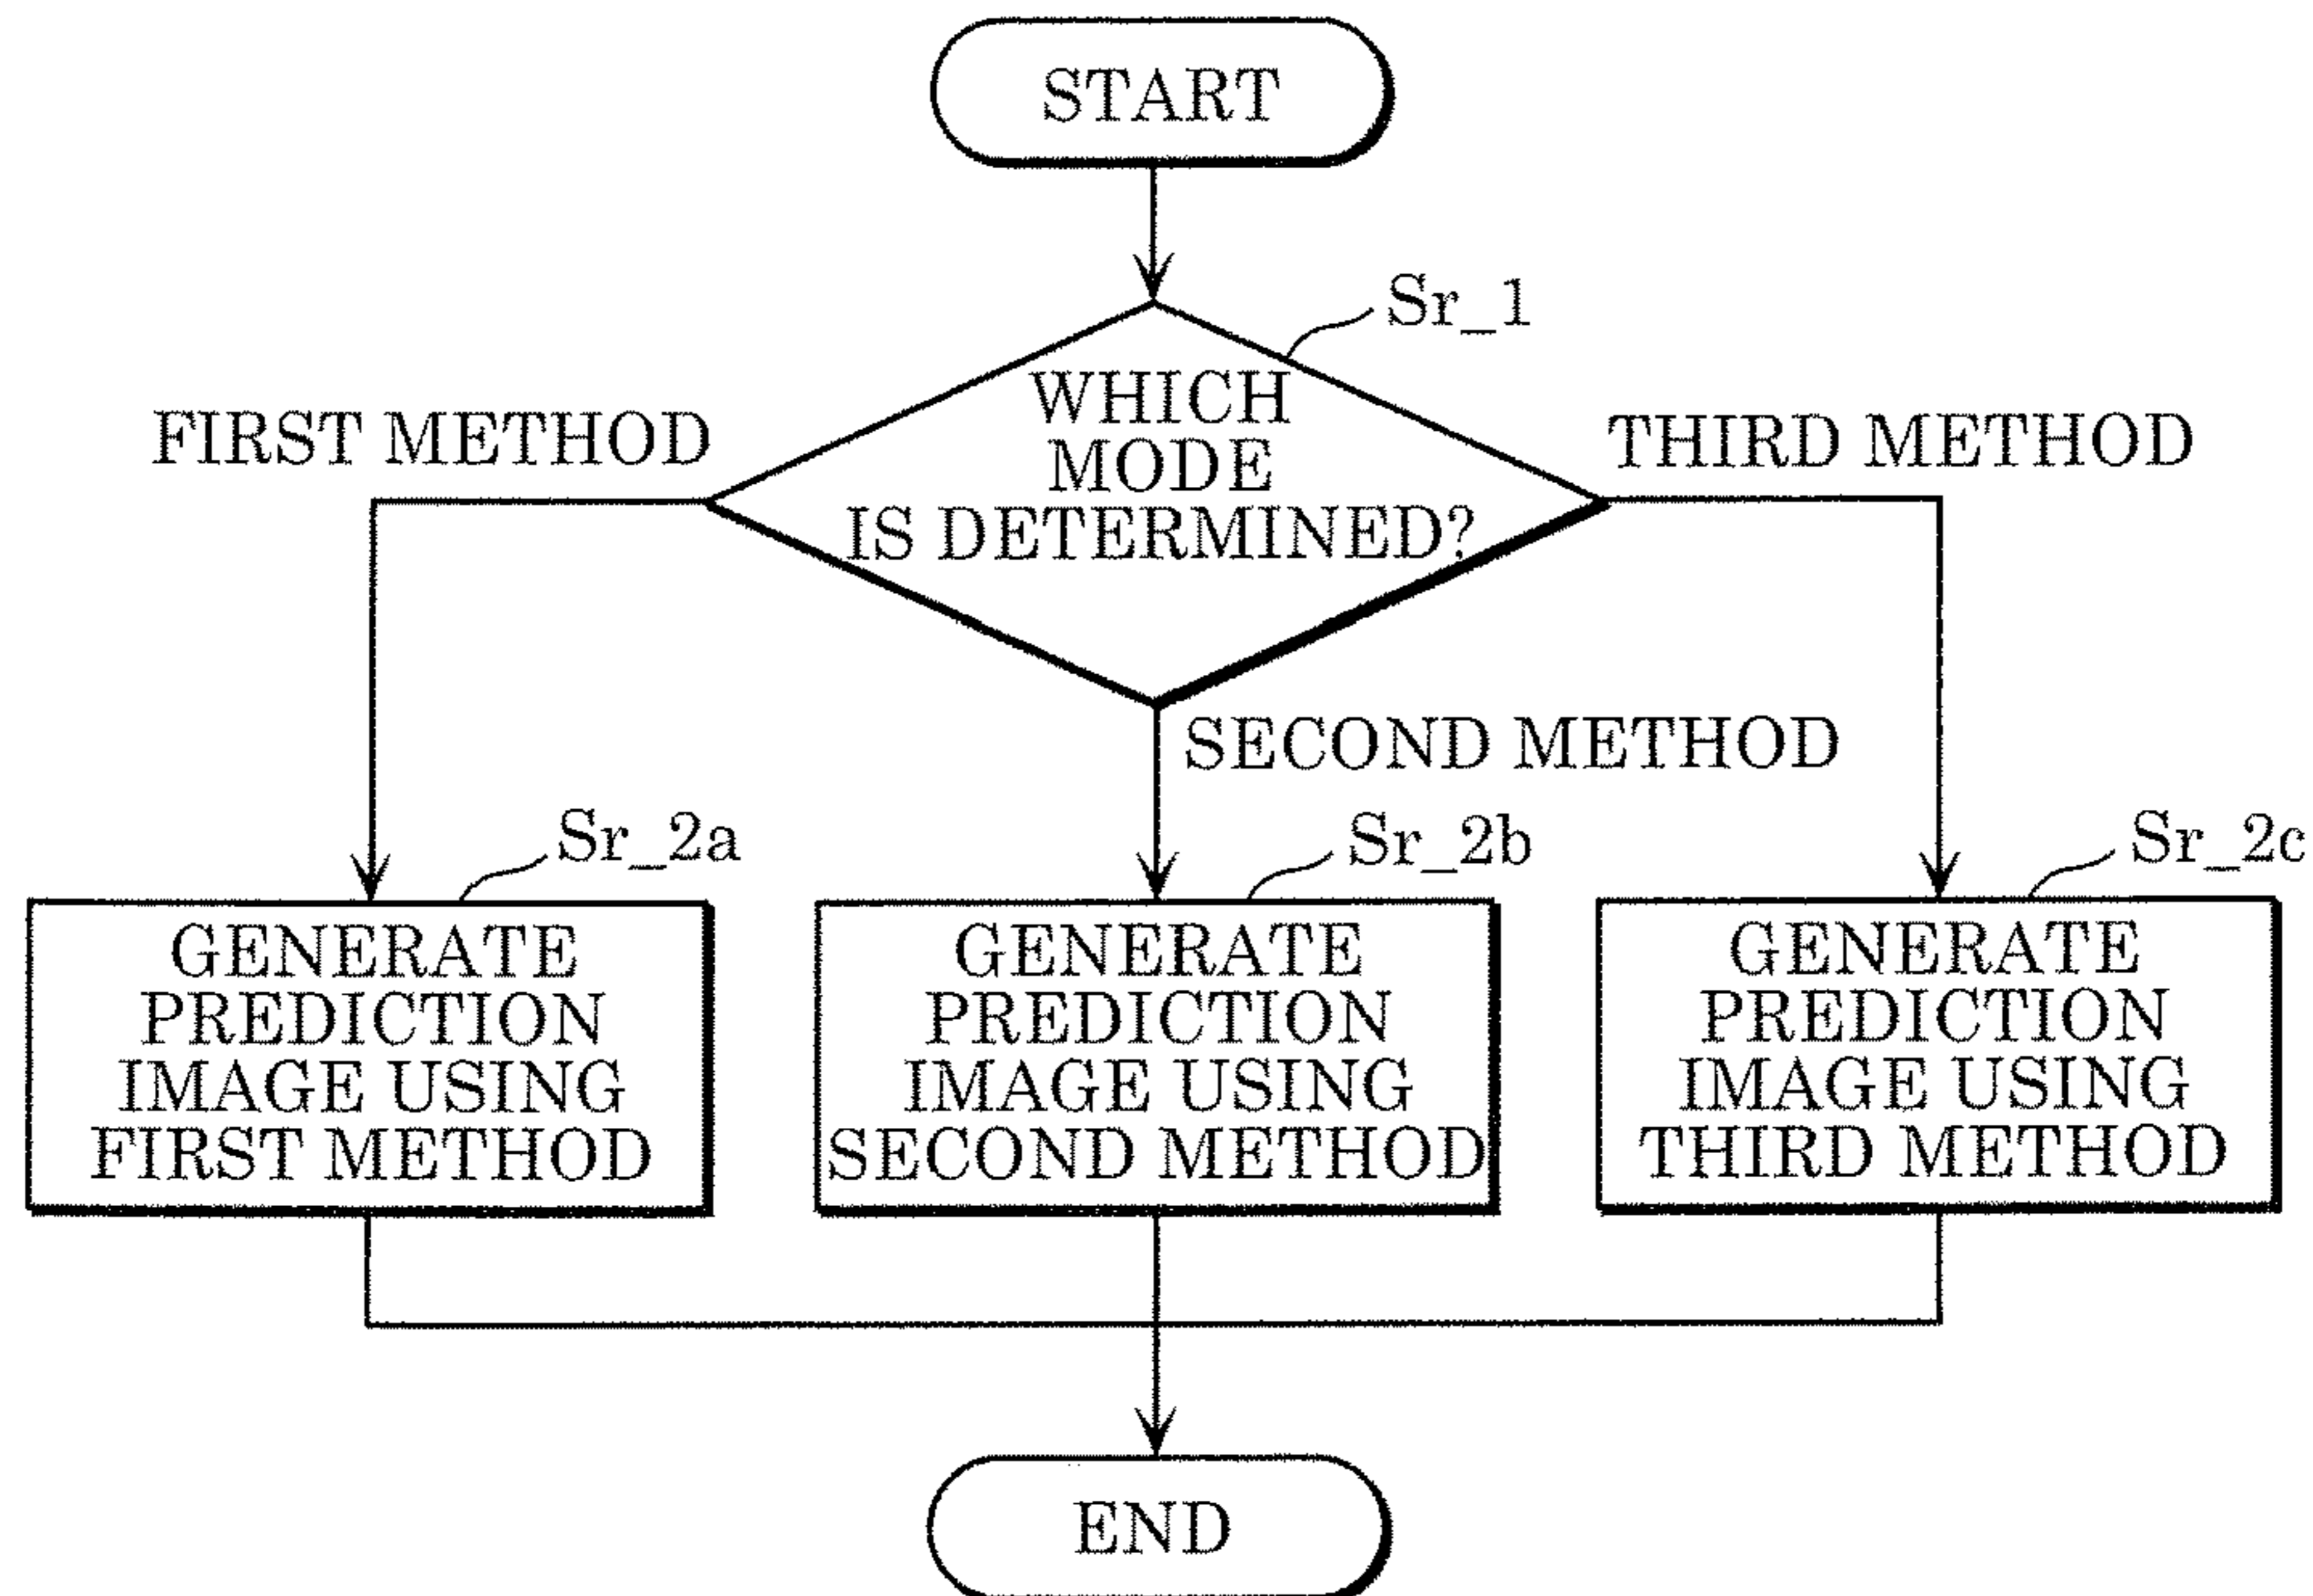 START
Sr_1
WHICH
MODE
IS DETERMINED?
FIRST METHOD
THIRD METHOD
SECOND METHOD
Sr_2a
GENERATE
PREDICTION
IMAGE USING
FIRST METHOD
Sr_2b
GENERATE
PREDICTION
IMAGE USING
SECOND METHOD
Sr_2c
GENERATE
PREDICTION
IMAGE USING
THIRD METHOD
END